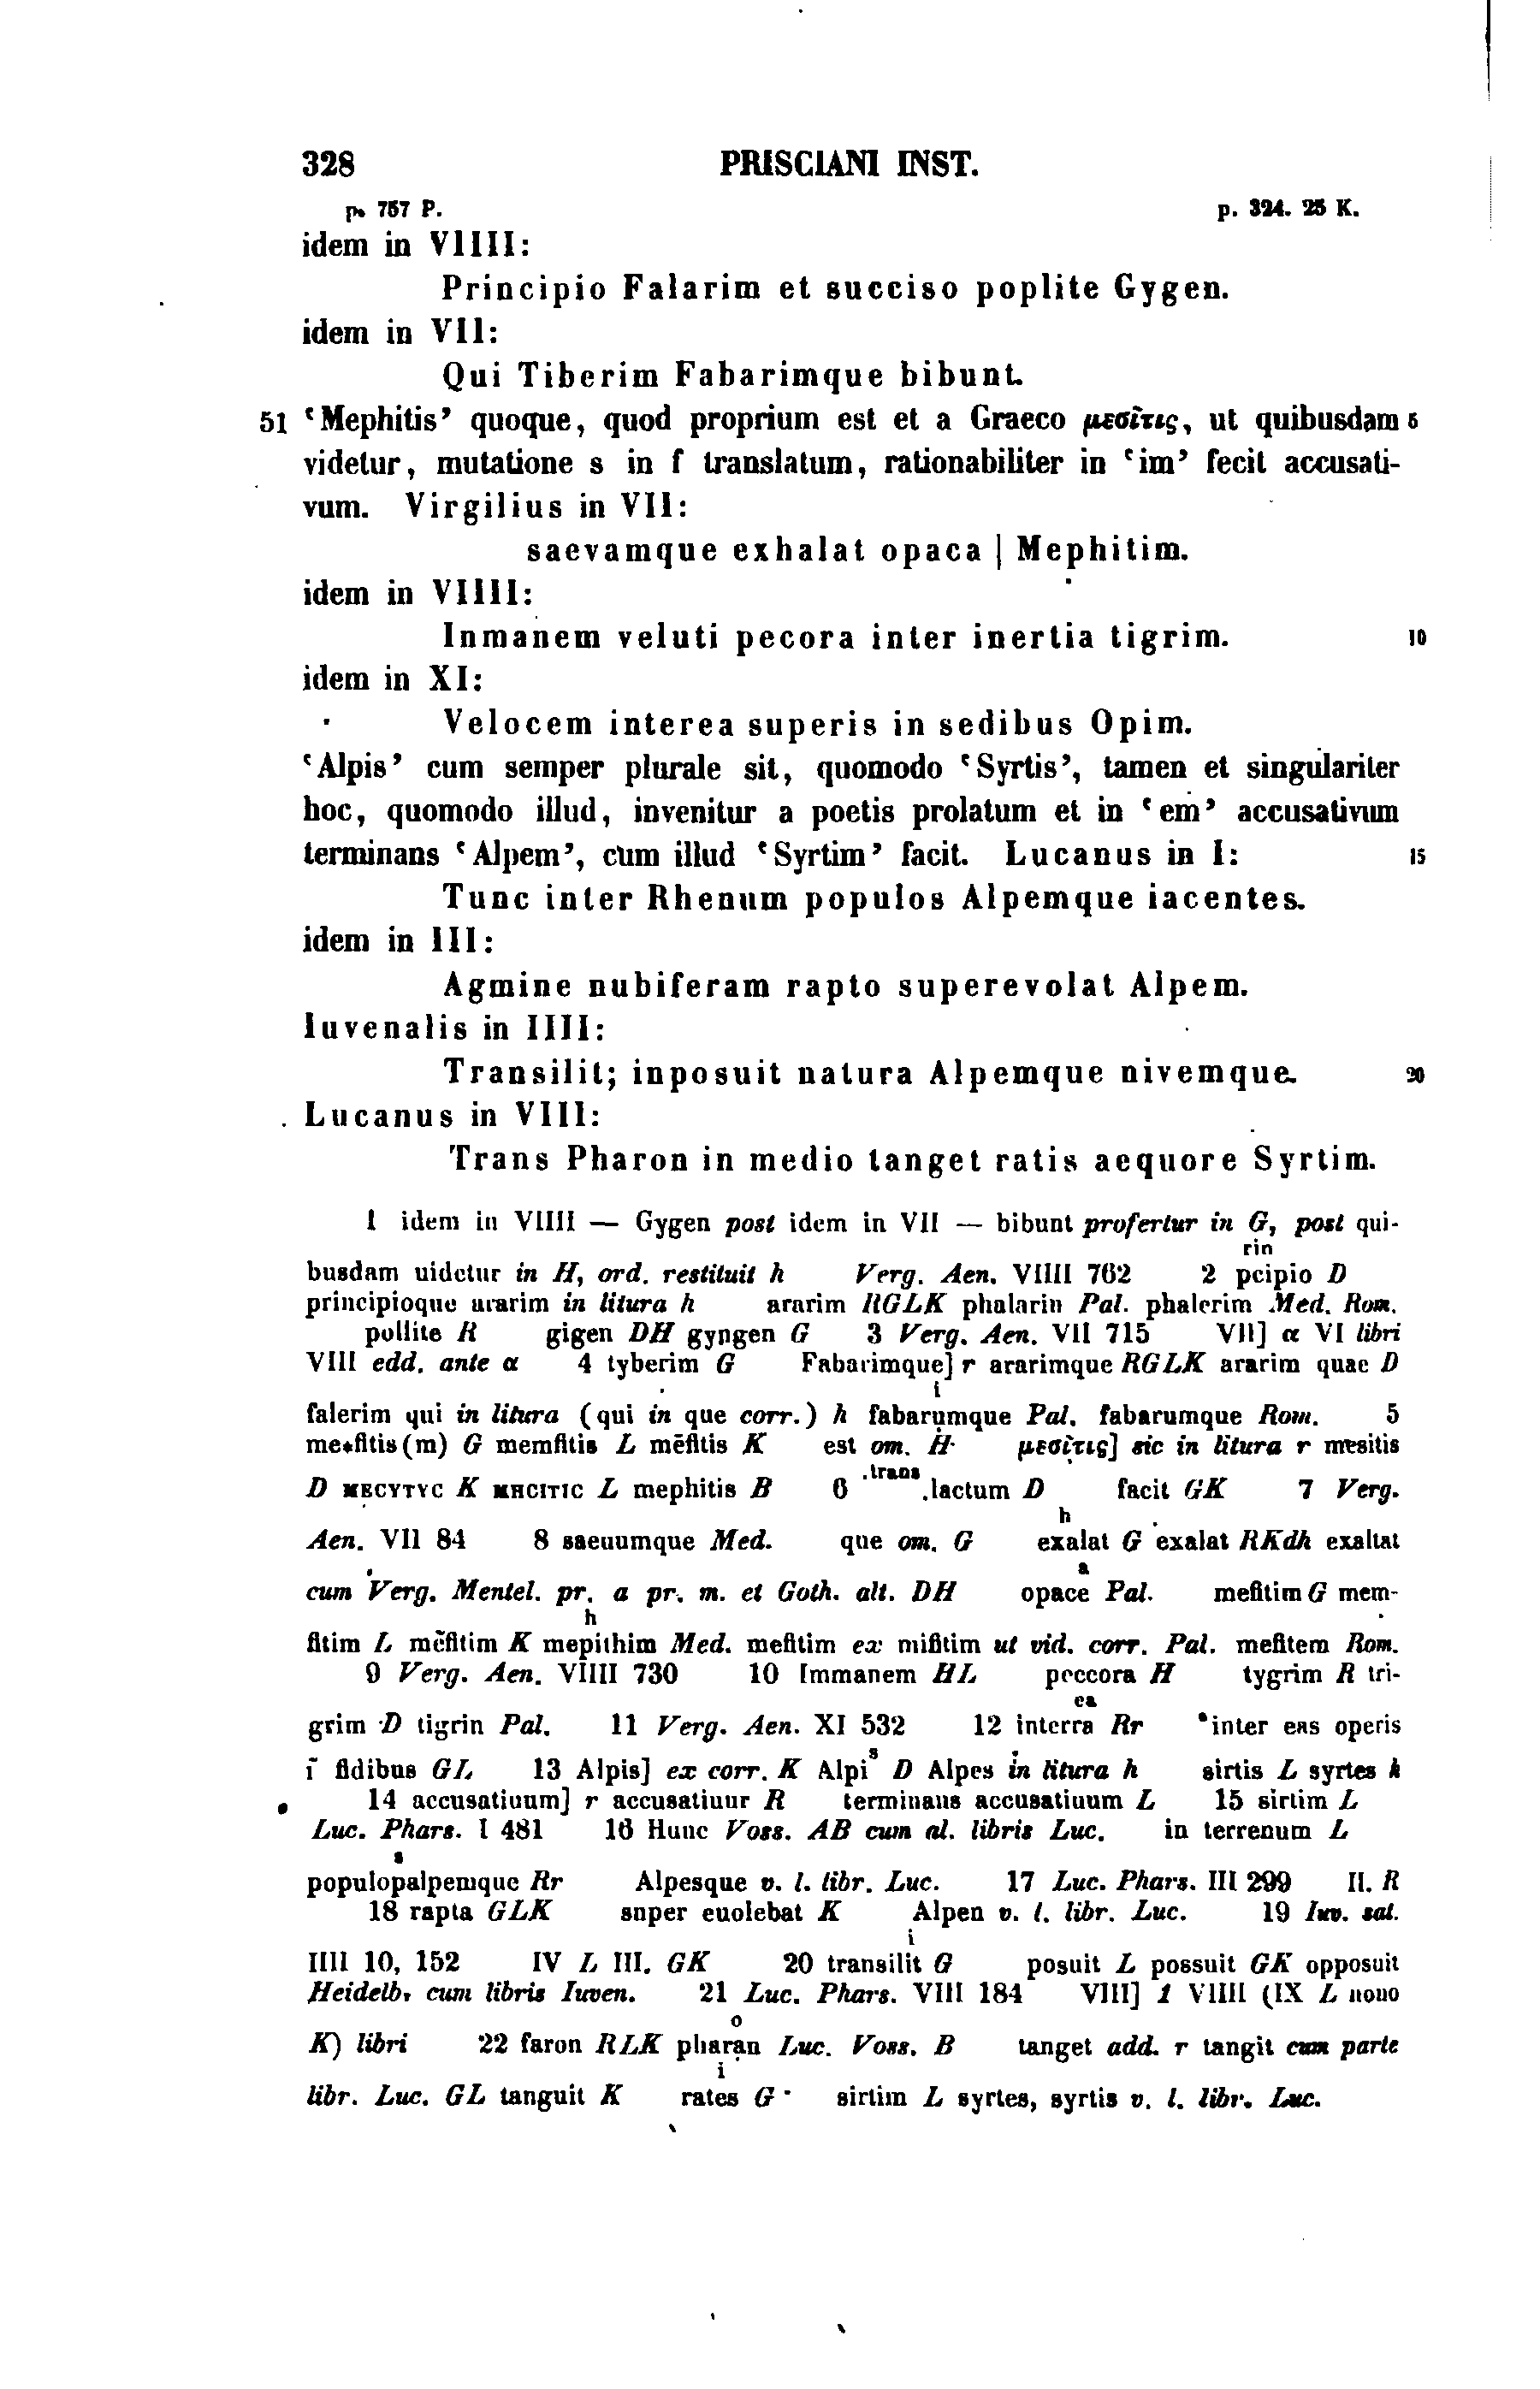 328 PRISCIANI INST.
p. 757 P. p. 324. 25 K.
idem in VIIII:
Principio Falarim et succiso poplite Gygen.
idem in VII:
Qui Tiberim Fabarimque bibunt.
51 ‘Mephitis’ quoque, quod proprium est et a Graeco μεσῖτις, ut quibusdam 5
videtur, mutatione s in f translatum, rationabiliter in ‘im’ fecit accusati-
vum. Virgilius in VII:
saevamque exhalat opaca | Mephitim.
idem in VIIII:
Inmanem veluti pecora inter inertia tigrim. 10
idem in XI:
Velocem interea superis in sedibus Opim.
‘Alpis’ cum semper plurale sit, quomodo ‘Syrtis’, tamen et singulariter
hoc, quomodo illud, invenitur a poetis prolatum et in ‘em’ accusativum
terminans ‘Alpem’, cum illud ‘Syrtim’ facit. Lucanus in I: 15
Tunc inter Rhenum populos Alpemque iacentes.
idem in III:
Agmine nubiferam rapto superevolat Alpem.
Iuvenalis in IIII:
Transilit; inposuit natura Alpemque nivemque. 20
Lucanus in VIII:
Trans Pharon in medio tanget ratis aequore Syrtim.
1 idem in VIIII — Gygen post idem in VII — bibunt profertur in G, post qui-
rin
busdam uidetur in H, ord. restituit h Verg. Aen. VIIII 762 2 pcipio D
principioque ararim in litura h ararim RGLK phalarin Pal. phalerim Med. Rom.
pollite R gigen DH gyngen G 3 Verg. Aen. VII 715 VII] α VI libri
VIII edd. ante α 4 tyberim G Fabarimque] r ararimque RGLK ararim quae D
i
falerim qui in litura (qui in que corr.) h fabarumque Pal. fabarumque Rom. 5
me*fitis(m) G memfitis L mēfitis K est om. H μεσῖτις] sic in litura r mesitis
D ΜΕCΥΤΥC K ΜΗCΙΤΙC L mephitis B 6 .trans.lactum D facit GK 7 Verg.
h
Aen. VII 84 8 saeuumque Med. que om. G exalat G exalat RKdh exaltat
a
cum Verg. Mentel. pr. a pr. m. et Goth. alt. DH opace Pal. mefitim G mem-
h
fitim L mēfitim K mepithim Med. mefitim ex mifitim ut vid. corr. Pal. mefitem Rom.
9 Verg. Aen. VIIII 730 10 Immanem HL peccora H tygrim R tri-
ea
grim D tigrin Pal. 11 Verg. Aen. XI 532 12 interra Rr inter eas operis
ī fidibus GL 13 Alpis] ex corr. K Alpiˢ D Alpes in litura h sirtis L syrtes h
14 accusatiuum] r accusatiuur R terminans accusatiuum L 15 sirtim L
Luc. Phars. I 481 16 Hunc Voss. AB cum al. libris Luc. in terrenum L
s
populopalpemque Rr Alpesque v. l. libr. Luc. 17 Luc. Phars. III 299 II. R
18 rapta GLK super euolebat K Alpen v. l. libr. Luc. 19 Iuv. sat.
i
IIII 10, 152 IV L III. GK 20 transilit G posuit L possuit GK opposuit
Heidelb. cum libris Iuven. 21 Luc. Phars. VIII 184 VIII] 1 VIIII (IX L nouo
o
K) libri 22 faron RLK pharạn Luc. Voss. B tanget add. r tangit cum parte
i
libr. Luc. GL tanguit K rates G sirtim L syrtes, syrtis v. l. libr. Luc.